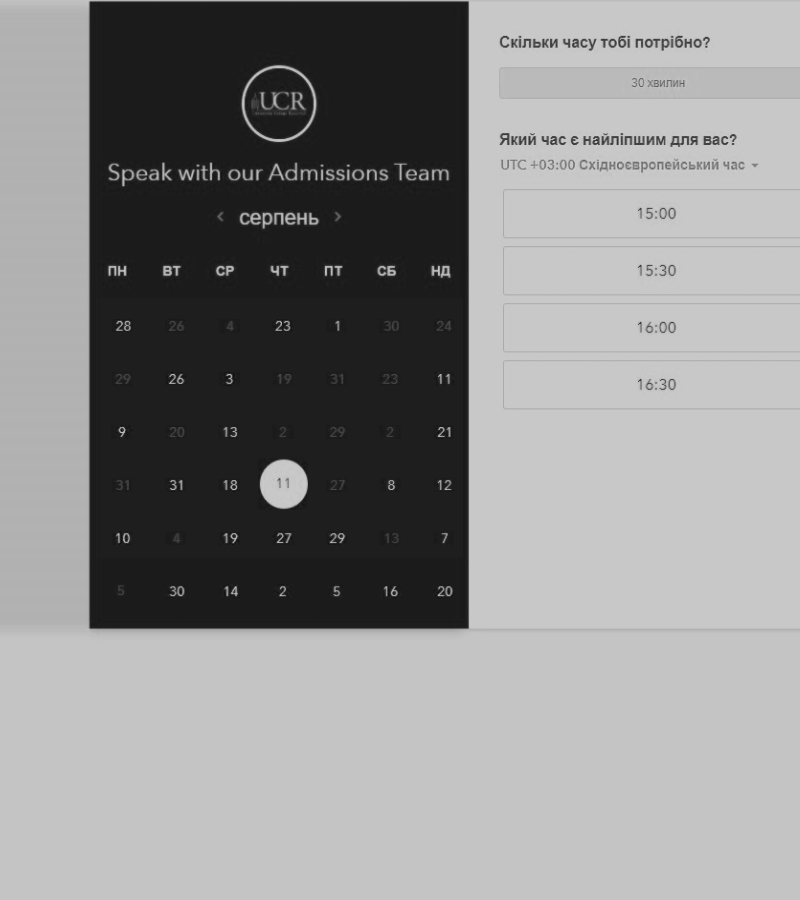 UCR
Speak with our Admissions Team
‹ серпень ›
ПН ВТ СР ЧТ ПТ СБ НД
28 26 4 23 1 30 24
29 26 3 19 31 23 11
9 20 13 2 29 2 21
31 31 18 11 27 8 12
10 4 19 27 29 13 7
5 30 14 2 5 16 20
Скільки часу тобі потрібно?
30 хвилин
Який час є найліпшим для вас?
UTC +03:00 Східноєвропейський час
15:00
15:30
16:00
16:30